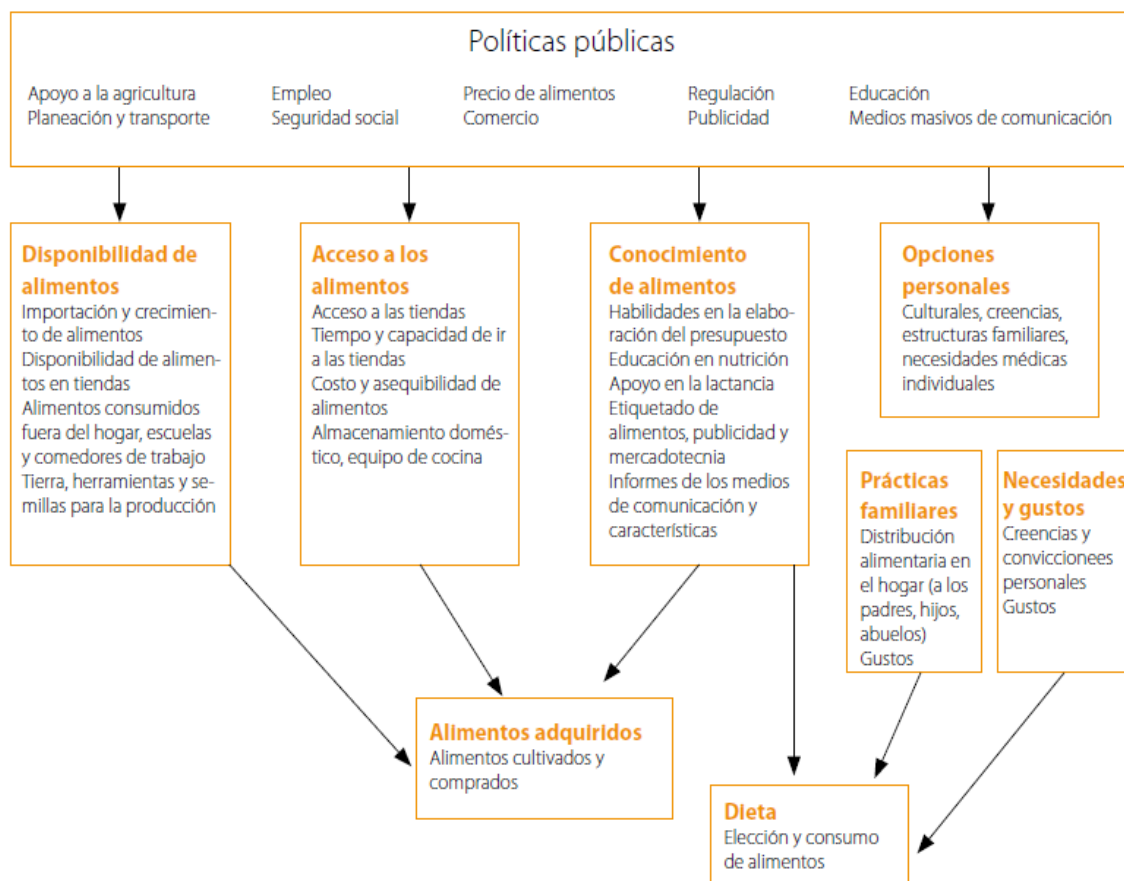 Políticas públicas
Apoyo a la agricultura
Planeación y transporte
Empleo
Seguridad social
Precio de alimentos
Comercio
Regulación
Publicidad
Educación
Medios masivos de comunicación
Disponibilidad de
alimentos
Importación y crecimien-
to de alimentos
Disponibilidad de alimen-
tos en tiendas
Alimentos consumidos
fuera del hogar, escuelas
y comedores de trabajo
Tierra, herramientas y se-
millas para la producción
Acceso a los
alimentos
Acceso a las tiendas
Tiempo y capacidad de ir
a las tiendas
Costo y asequibilidad de
alimentos
Almacenamiento domés-
tico, equipo de cocina
Conocimiento
de alimentos
Habilidades en la elabo-
ración del presupuesto
Educación en nutrición
Apoyo en la lactancia
Etiquetado de
alimentos, publicidad y
mercadotecnia
Informes de los medios
de comunicación y
características
Opciones
personales
Culturales, creencias,
estructuras familiares,
necesidades médicas
individuales
Prácticas
familiares
Distribución
alimentaria en
el hogar (a los
padres, hijos,
abuelos)
Gustos
Necesidades
y gustos
Creencias y
conviccionees
personales
Gustos
Alimentos adquiridos
Alimentos cultivados y
comprados
Dieta
Elección y consumo
de alimentos